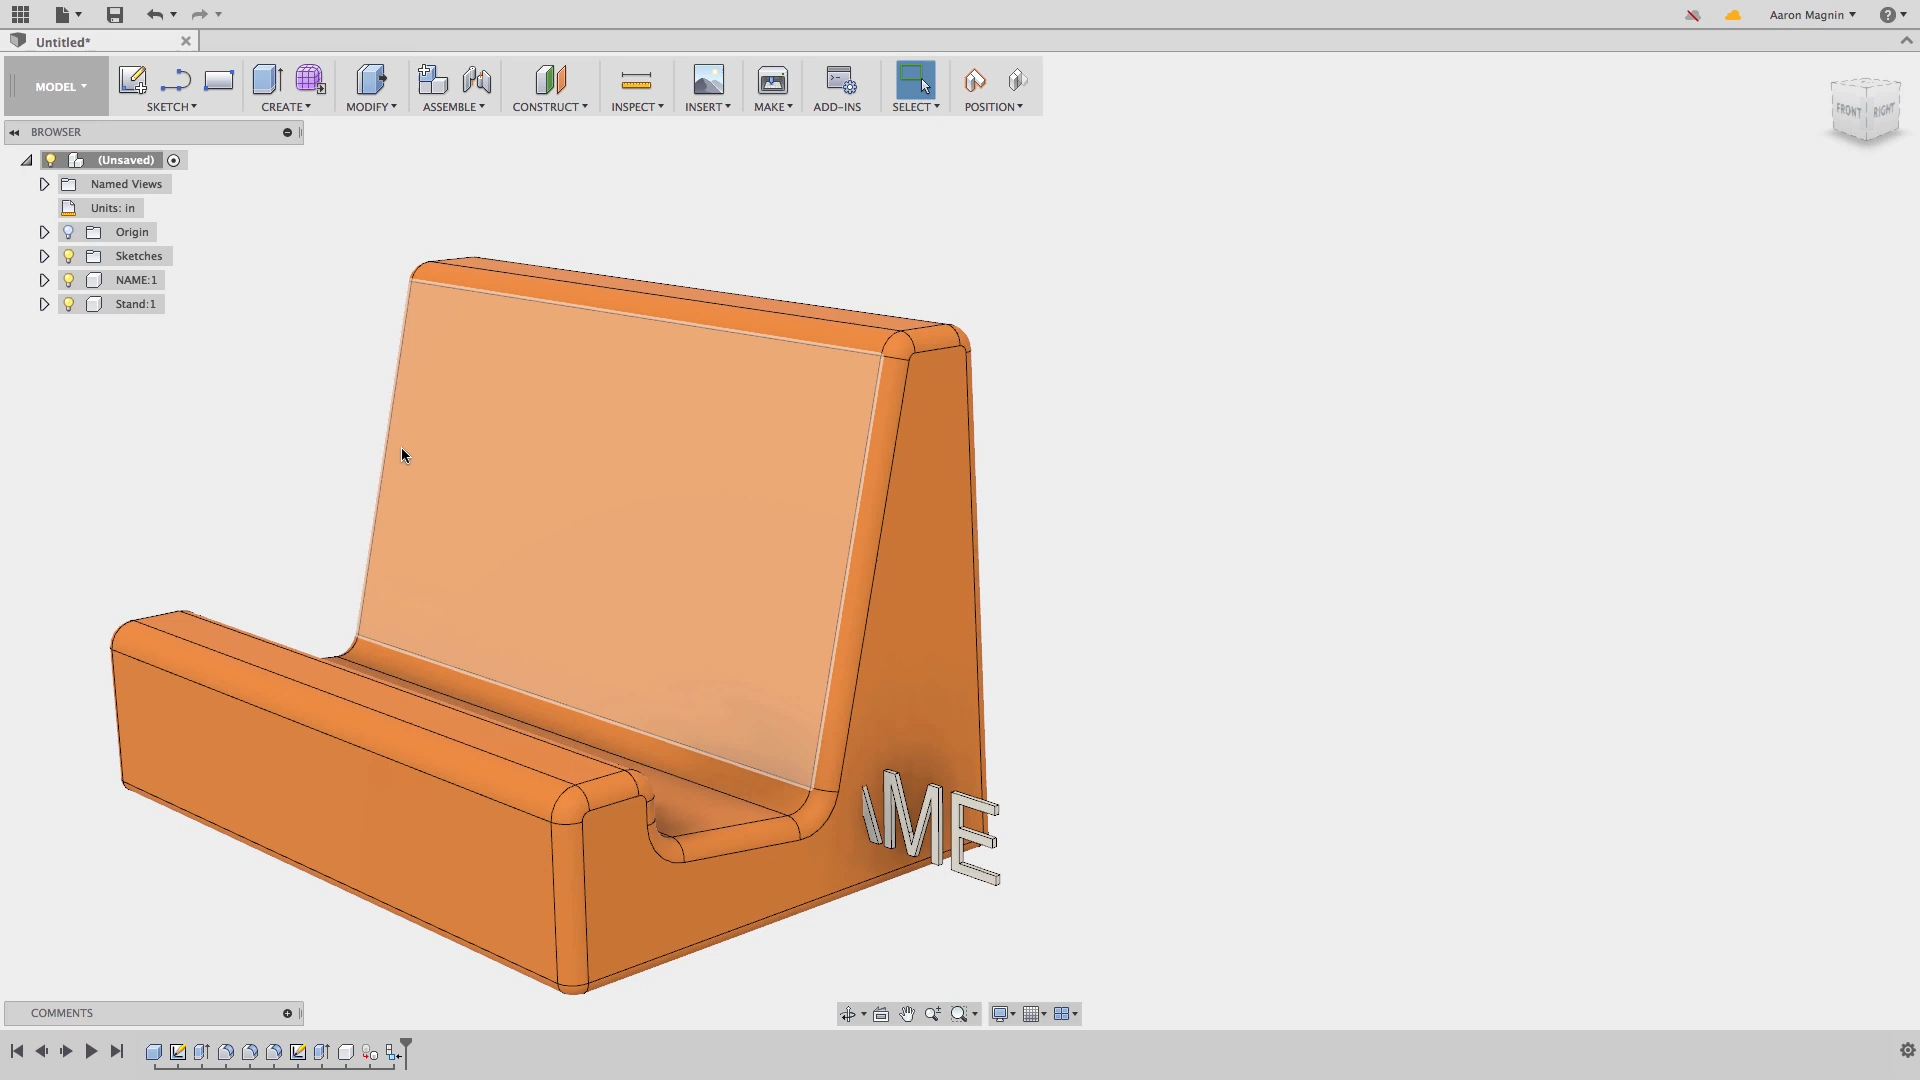 Aaron Magnin
Untitled*
MODEL
SKETCH
CREATE
MODIFY
ASSEMBLE
CONSTRUCT
INSPECT
INSERT
MAKE
ADD-INS
SELECT
POSITION
FRONT
RIGHT
BROWSER
(Unsaved)
Named Views
Units: in
Origin
Sketches
NAME:1
Stand:1
ME
COMMENTS